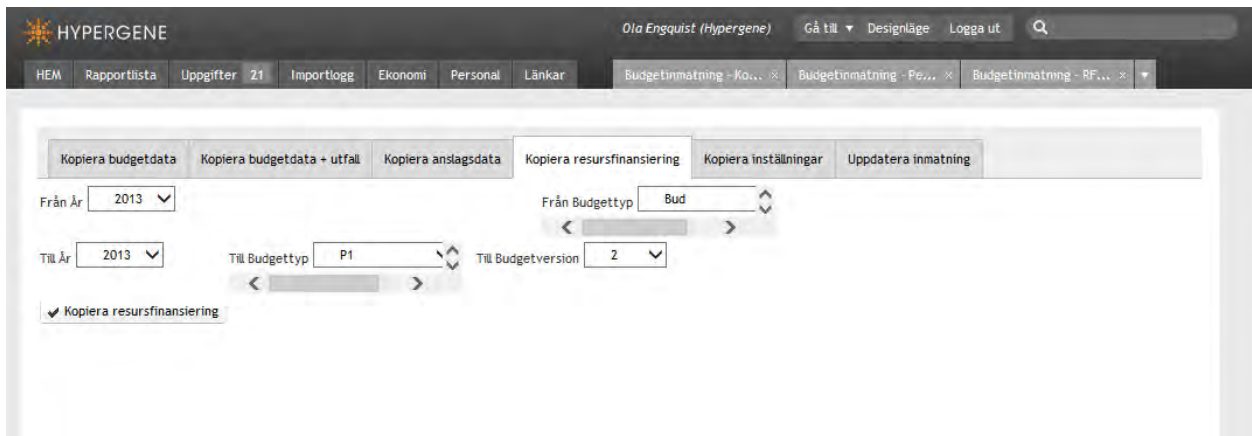 HYPERGENE
Ola Engquist (Hypergene) Gå till Designläge Logga ut
HEM Rapportlista Uppgifter 21 Importlogg Ekonomi Personal Länkar Budgetinmatning - Ko... × Budgetinmatning - Pe... × Budgetinmatning - RF... ×
Kopiera budgetdata Kopiera budgetdata + utfall Kopiera anslagsdata Kopiera resursfinansiering Kopiera inställningar Uppdatera inmatning
Från År 2013 Från Budgettyp Bud
Till År 2013 Till Budgettyp P1 Till Budgetversion 2
Kopiera resursfinansiering